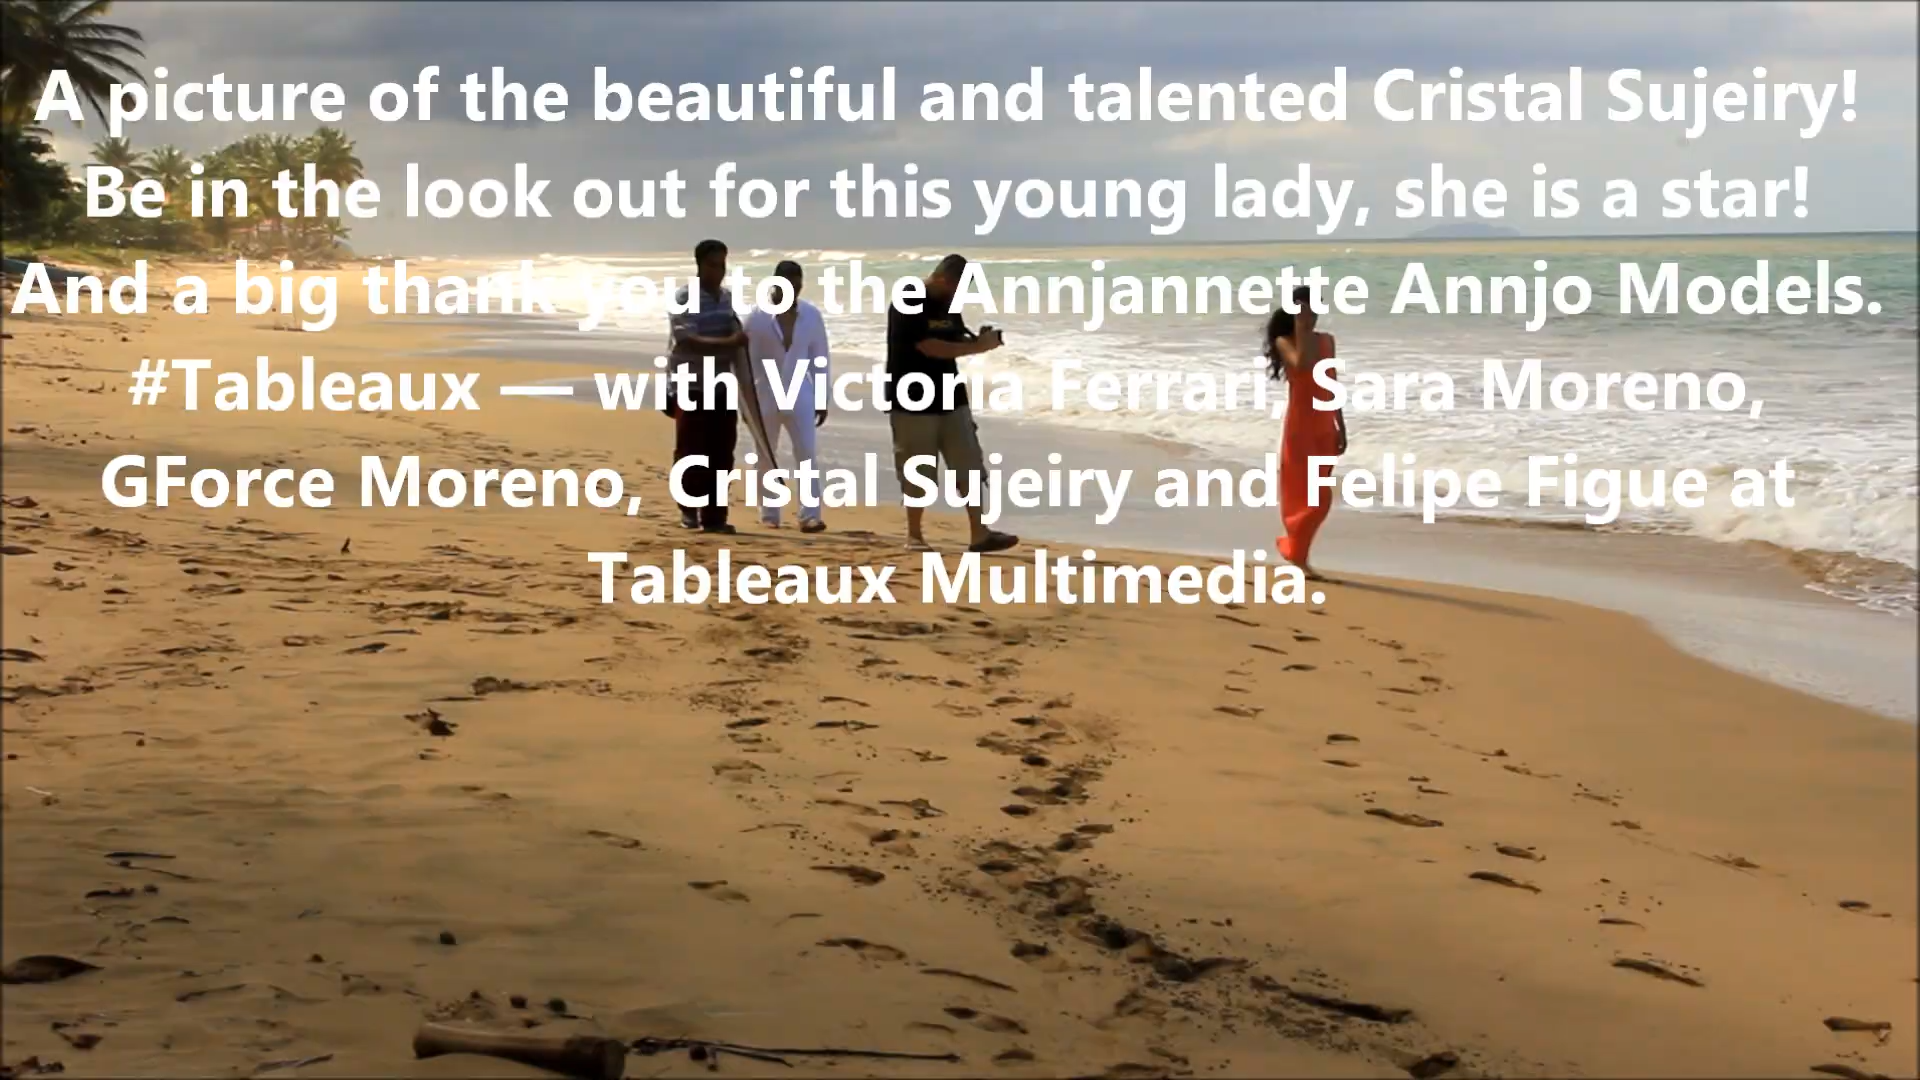 A picture of the beautiful and talented Cristal Sujeiry!
Be in the look out for this young lady, she is a star!
And a big thank you to the Annjannette Annjo Models.
#Tableaux — with Victoria Ferrari, Sara Moreno,
GForce Moreno, Cristal Sujeiry and Felipe Figue at
Tableaux Multimedia.